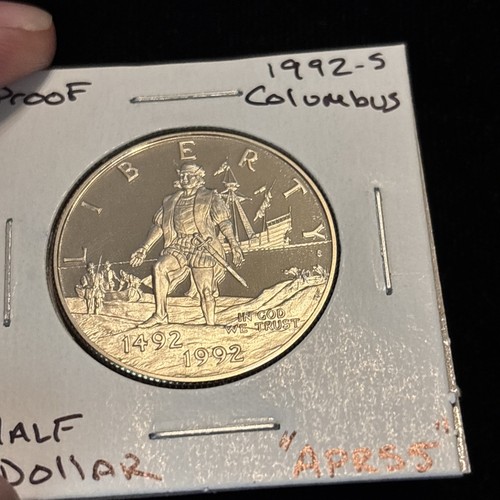 ProoF
1992-S
Columbus
LIBERTY
IN GOD
WE TRUST
1492
1992
HALF
DollAR
"APR55"